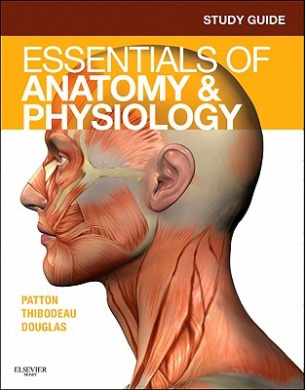 STUDY GUIDE
ESSENTIALS OF
ANATOMY &
PHYSIOLOGY
PATTON
THIBODEAU
DOUGLAS
ELSEVIER
MOSBY